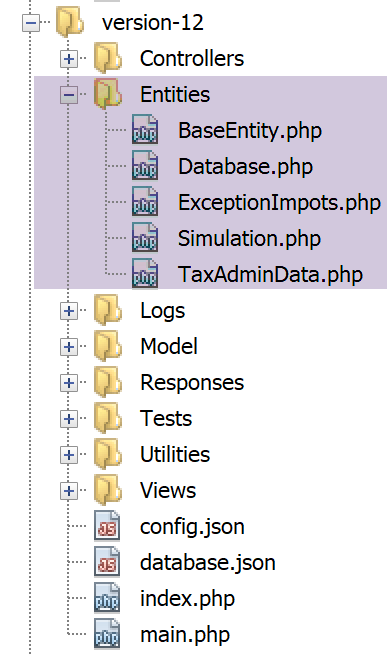 version-12
Controllers
Entities
BaseEntity.php
Database.php
ExceptionImpots.php
Simulation.php
TaxAdminData.php
Logs
Model
Responses
Tests
Utilities
Views
config.json
database.json
index.php
main.php